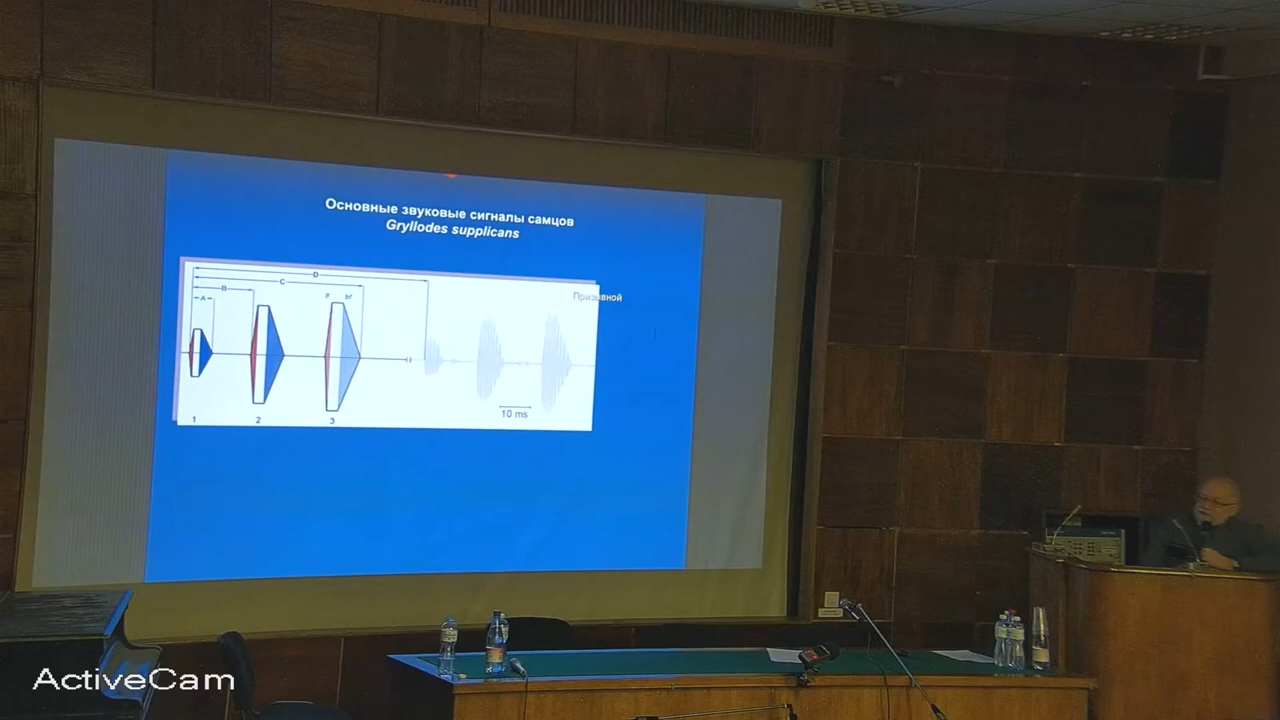 Основные звуковые сигналы самцов
Gryllodes supplicans
D
C
B
A
Призывной
1
2
3
10 ms
ActiveCam